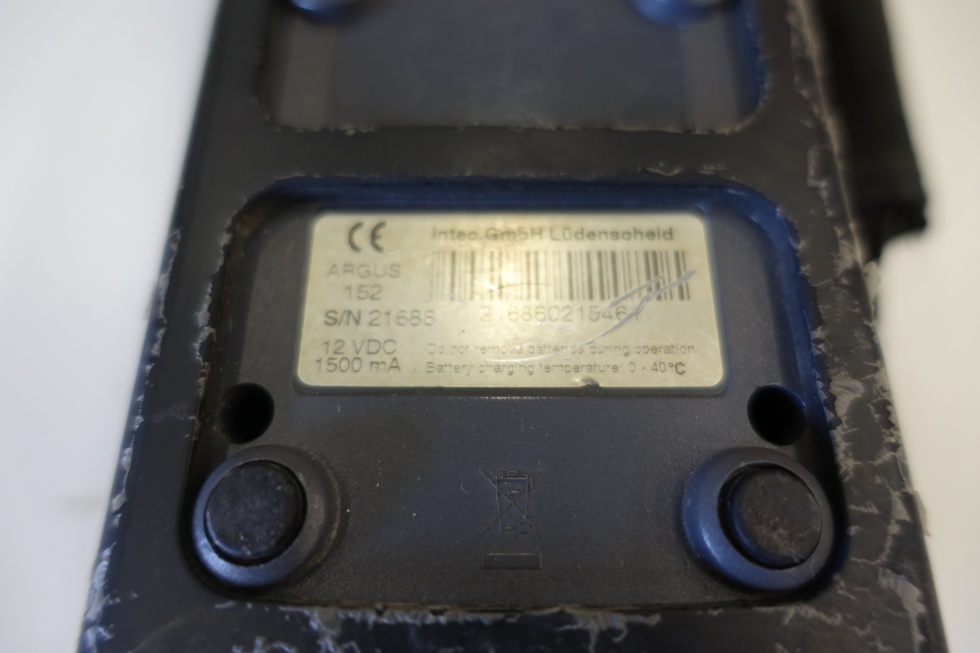 CE
Intec GmbH Lüdenscheid
ARGUS
152
S/N 21686
12 VDC
1500 mA
Do not remove batteries during operation
Battery charging temperature: 0 - 40°C